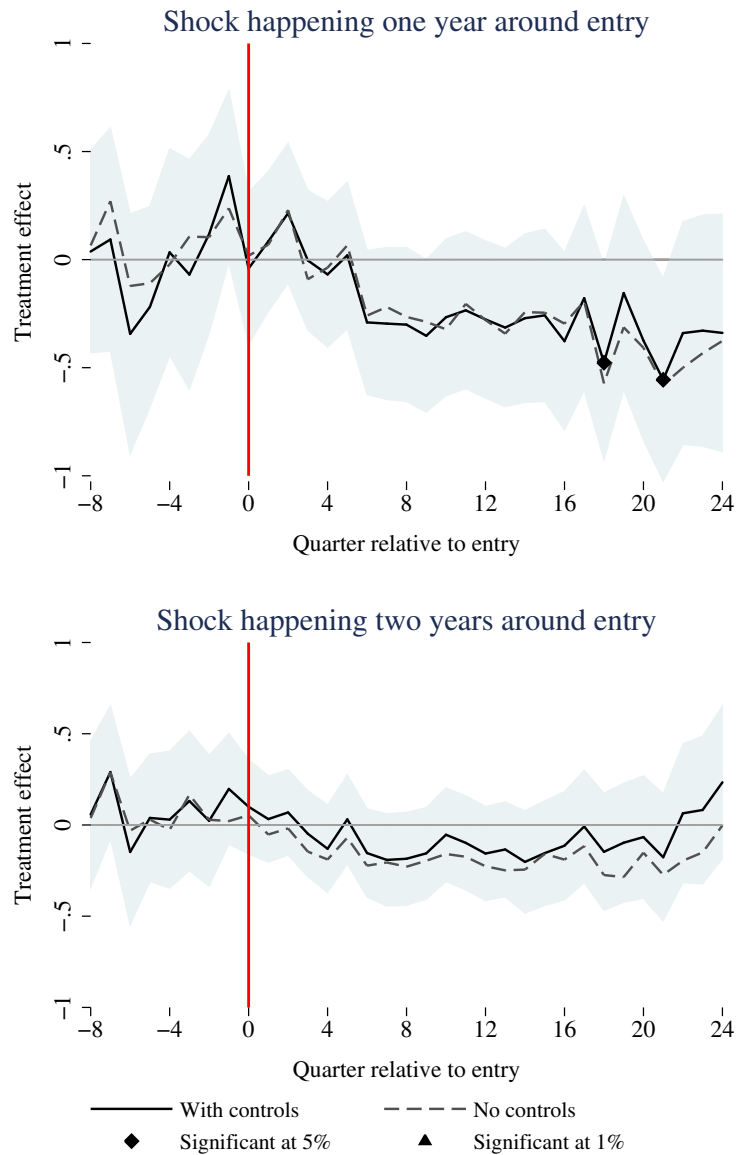 Shock happening one year around entry
1
.5
0
−.5
−1
Treatment effect
−8 −4 0 4 8 12 16 20 24
Quarter relative to entry
Shock happening two years around entry
1
.5
0
−.5
−1
Treatment effect
−8 −4 0 4 8 12 16 20 24
Quarter relative to entry
With controls No controls
Significant at 5% Significant at 1%